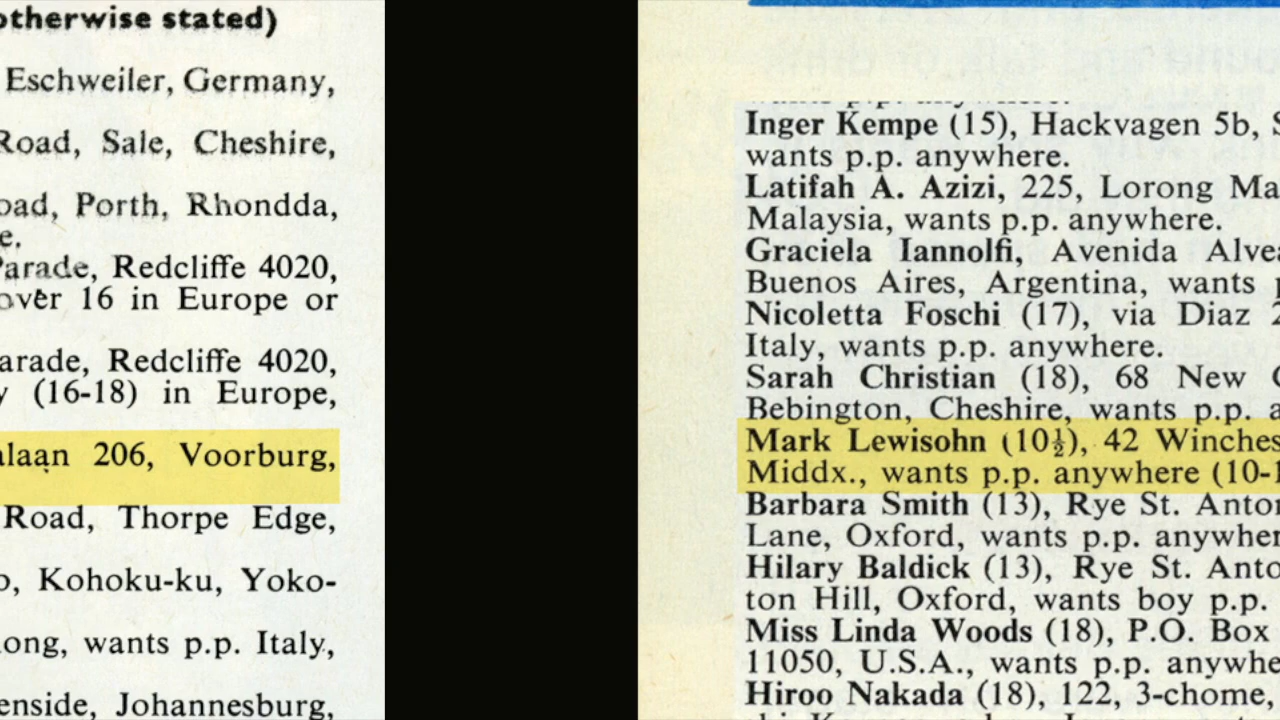 otherwise stated)
Eschweiler, Germany,
Road, Sale, Cheshire,
oad, Porth, Rhondda,
e.
Parade, Redcliffe 4020,
over 16 in Europe or
arade, Redcliffe 4020,
y (16-18) in Europe,
alaan 206, Voorburg,
Road, Thorpe Edge,
o, Kohoku-ku, Yoko-
ong, wants p.p. Italy,
enside, Johannesburg,
wants p.p. anywhere.
Inger Kempe (15), Hackvagen 5b, S
wants p.p. anywhere.
Latifah A. Azizi, 225, Lorong Ma
Malaysia, wants p.p. anywhere.
Graciela Iannolfi, Avenida Alvea
Buenos Aires, Argentina, wants p
Nicoletta Foschi (17), via Diaz 2
Italy, wants p.p. anywhere.
Sarah Christian (18), 68 New C
Bebington, Cheshire, wants p.p. a
Mark Lewisohn (10½), 42 Winches
Middx., wants p.p. anywhere (10-1
Barbara Smith (13), Rye St. Anton
Lane, Oxford, wants p.p. anywher
Hilary Baldick (13), Rye St. Anto
ton Hill, Oxford, wants boy p.p.
Miss Linda Woods (18), P.O. Box
11050, U.S.A., wants p.p. anywhe
Hiroo Nakada (18), 122, 3-chome,